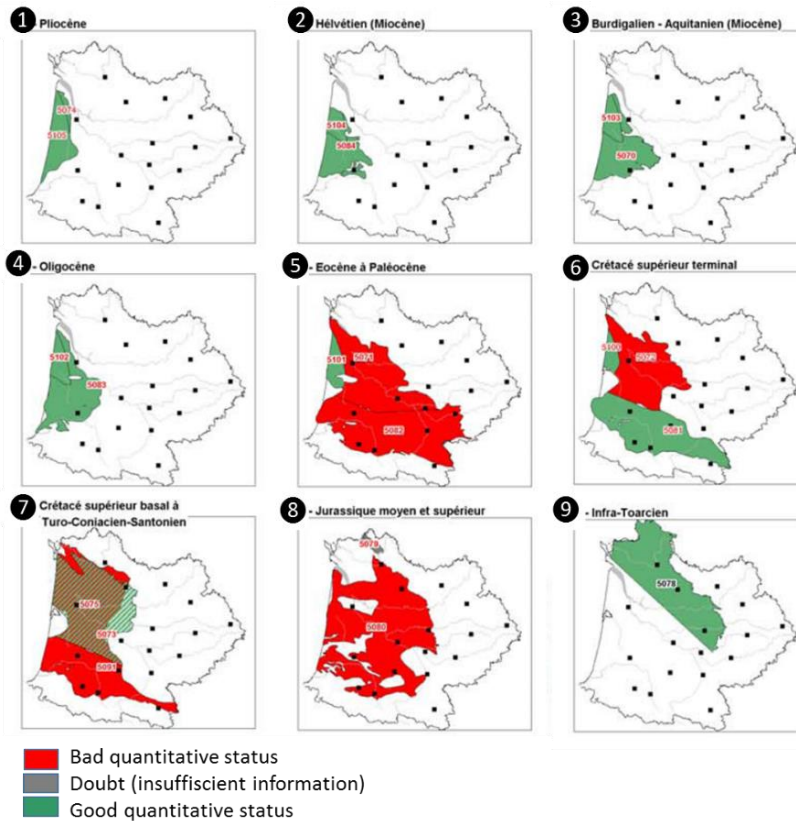 1 - Pliocène
5074
5105
2 Hélvétien (Miocène)
5104
5084
3 Burdigalien - Aquitanien (Miocène)
5103
5070
4 - Oligocène
5102
5083
5 - Eocène à Paléocène
5101
5071
5082
6 Crétacé supérieur terminal
5100
5072
5081
7 Crétacé supérieur basal à
Turo-Coniacien-Santonien
5075
5073
5091
8 - Jurassique moyen et supérieur
5079
5080
9 - Infra-Toarcien
5078
Bad quantitative status
Doubt (insuffiscient information)
Good quantitative status